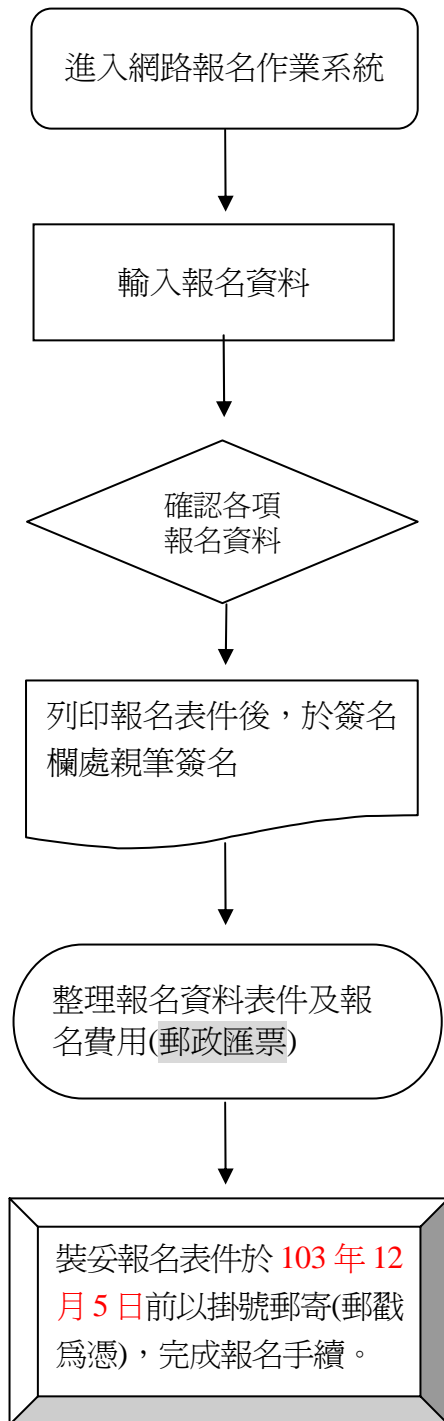 進入網路報名作業系統
輸入報名資料
確認各項
報名資料
列印報名表件後，於簽名
欄處親筆簽名
整理報名資料表件及報
名費用(郵政匯票)
裝妥報名表件於 103 年 12
月 5 日前以掛號郵寄(郵戳
為憑)，完成報名手續。